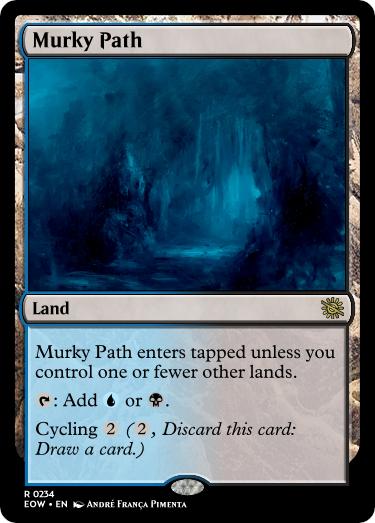 Murky Path
Land
Murky Path enters tapped unless you
control one or fewer other lands.
: Add or .
Cycling 2 (2, Discard this card:
Draw a card.)
R 0234
EOW • EN André França Pimenta